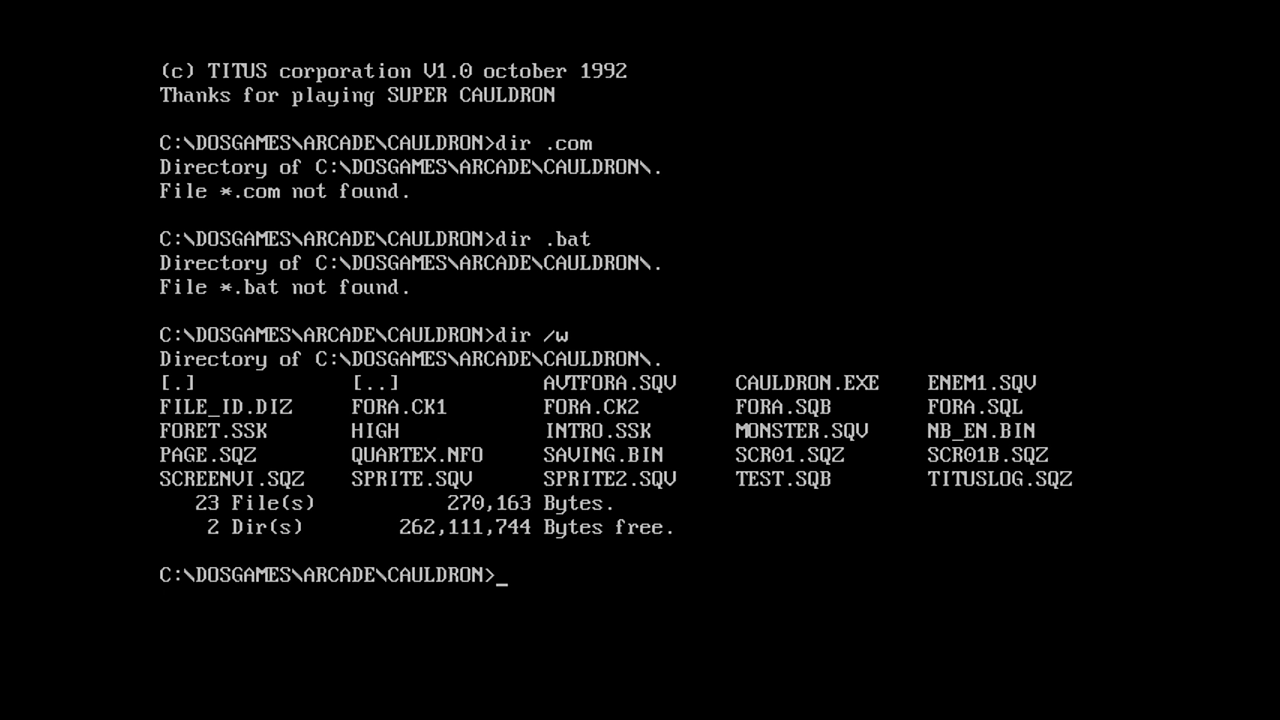 (c) TITUS corporation V1.0 october 1992
Thanks for playing SUPER CAULDRON
C:\DOSGAMES\ARCADE\CAULDRON>dir .com
Directory of C:\DOSGAMES\ARCADE\CAULDRON\.
File *.com not found.
C:\DOSGAMES\ARCADE\CAULDRON>dir .bat
Directory of C:\DOSGAMES\ARCADE\CAULDRON\.
File *.bat not found.
C:\DOSGAMES\ARCADE\CAULDRON>dir /w
Directory of C:\DOSGAMES\ARCADE\CAULDRON\.
[.] [..] AVTFORA.SQV CAULDRON.EXE ENEM1.SQV
FILE_ID.DIZ FORA.CK1 FORA.CK2 FORA.SQB FORA.SQL
FORET.SSK HIGH INTRO.SSK MONSTER.SQV NB_EN.BIN
PAGE.SQZ QUARTEX.NFO SAVING.BIN SCR01.SQZ SCR01B.SQZ
SCREENVI.SQZ SPRITE.SQV SPRITE2.SQV TEST.SQB TITUSLOG.SQZ
23 File(s) 270,163 Bytes.
2 Dir(s) 262,111,744 Bytes free.
C:\DOSGAMES\ARCADE\CAULDRON>_